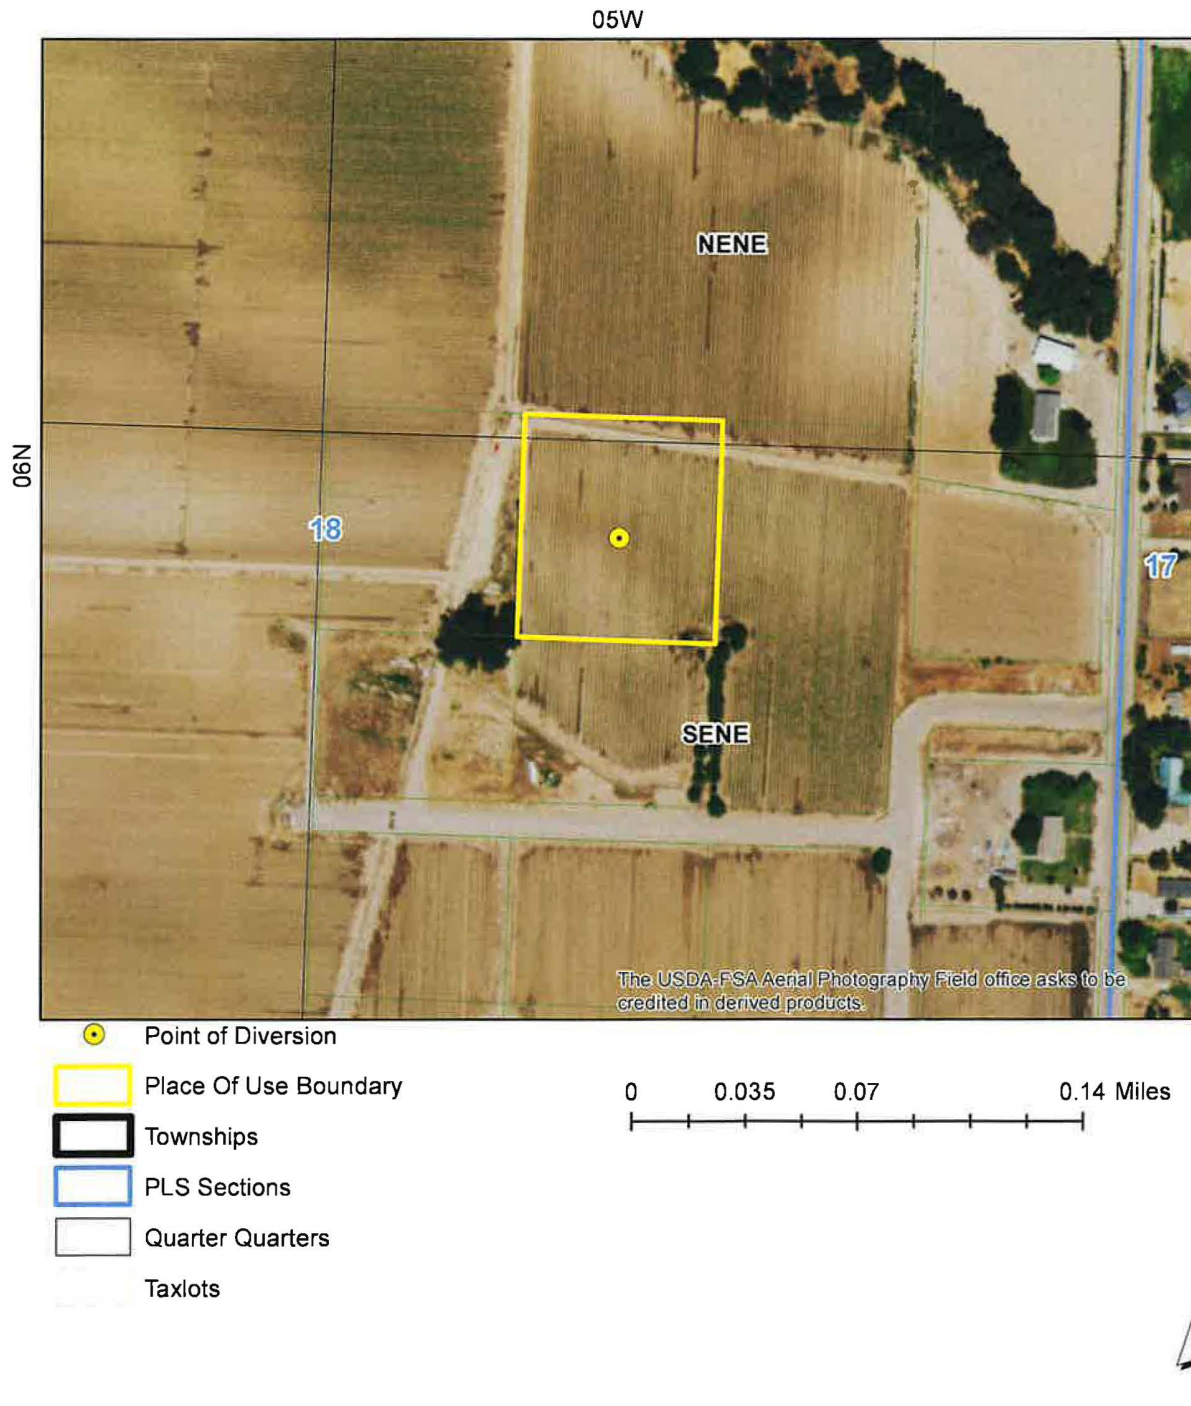 05W
NENE
06N
18
17
SENE
The USDA-FSA Aerial Photography Field office asks to be
credited in derived products.
Point of Diversion
Place Of Use Boundary
Townships
PLS Sections
Quarter Quarters
Taxlots
0 0.035 0.07 0.14 Miles